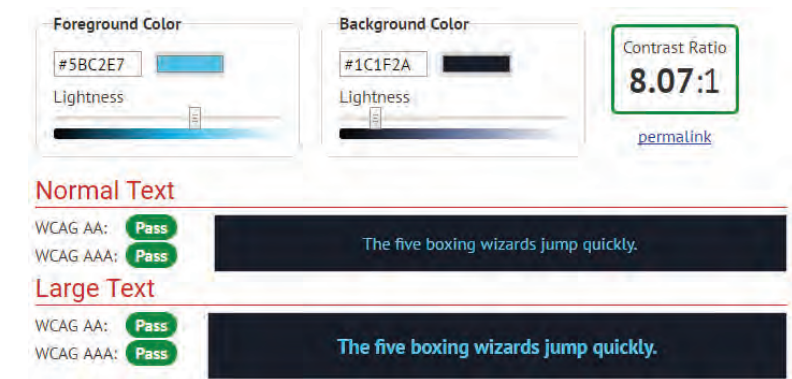 Foreground Color
#5BC2E7
Lightness
Background Color
#1C1F2A
Lightness
Contrast Ratio
8.07:1
permalink
Normal Text
WCAG AA: Pass
WCAG AAA: Pass
The five boxing wizards jump quickly.
Large Text
WCAG AA: Pass
WCAG AAA: Pass
The five boxing wizards jump quickly.